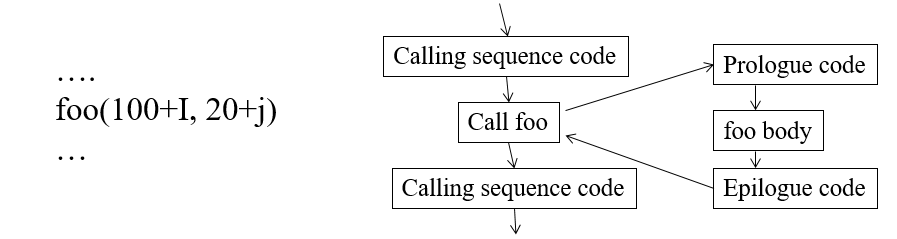 ….
foo(100+I, 20+j)
…
Calling sequence code
Call foo
Calling sequence code
Prologue code
foo body
Epilogue code